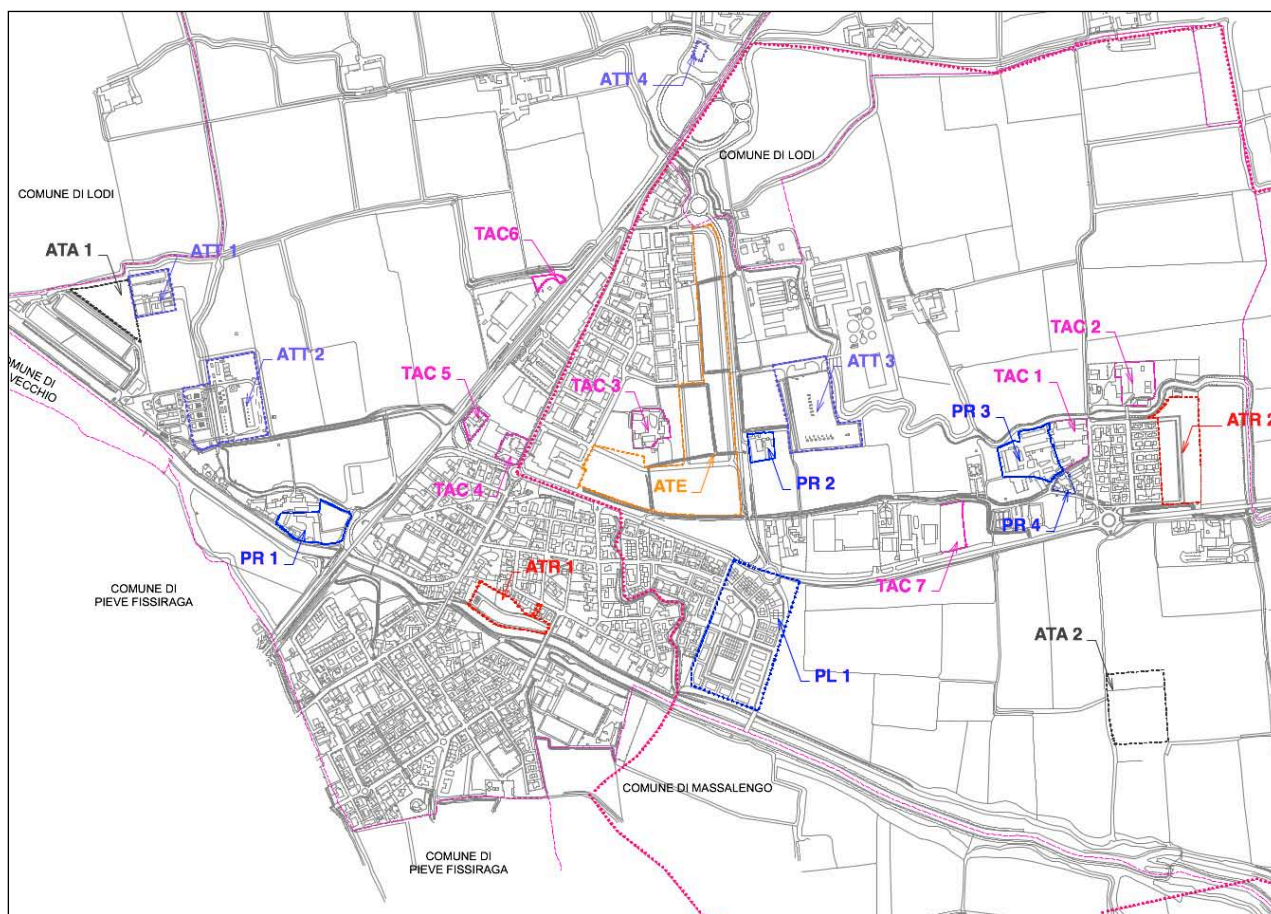 ATT 4
COMUNE DI LODI
COMUNE DI LODI
ATA 1
ATT 1
TAC6
TAC 2
ATT 2
TAC 5
TAC 3
ATT 3
TAC 1
COMUNE DI
VECCHIO
PR 3
ATR 2
TAC 4
ATE
PR 2
PR 4
PR 1
ATR 1
TAC 7
COMUNE DI
PIEVE FISSIRAGA
ATA 2
PL 1
COMUNE DI MASSALENGO
COMUNE DI
PIEVE FISSIRAGA